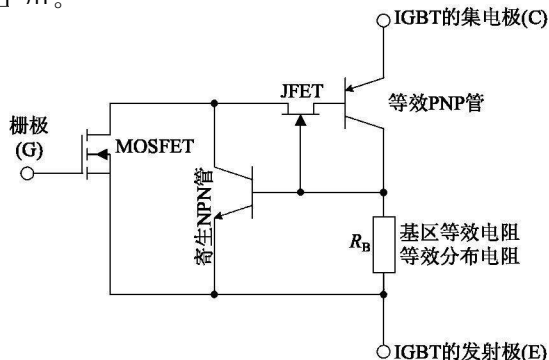 IGBT的集电极(C)
JFET
等效PNP管
栅极
(G)
MOSFET
寄生NPN管
R_B
基区等效电阻
等效分布电阻
IGBT的发射极(E)